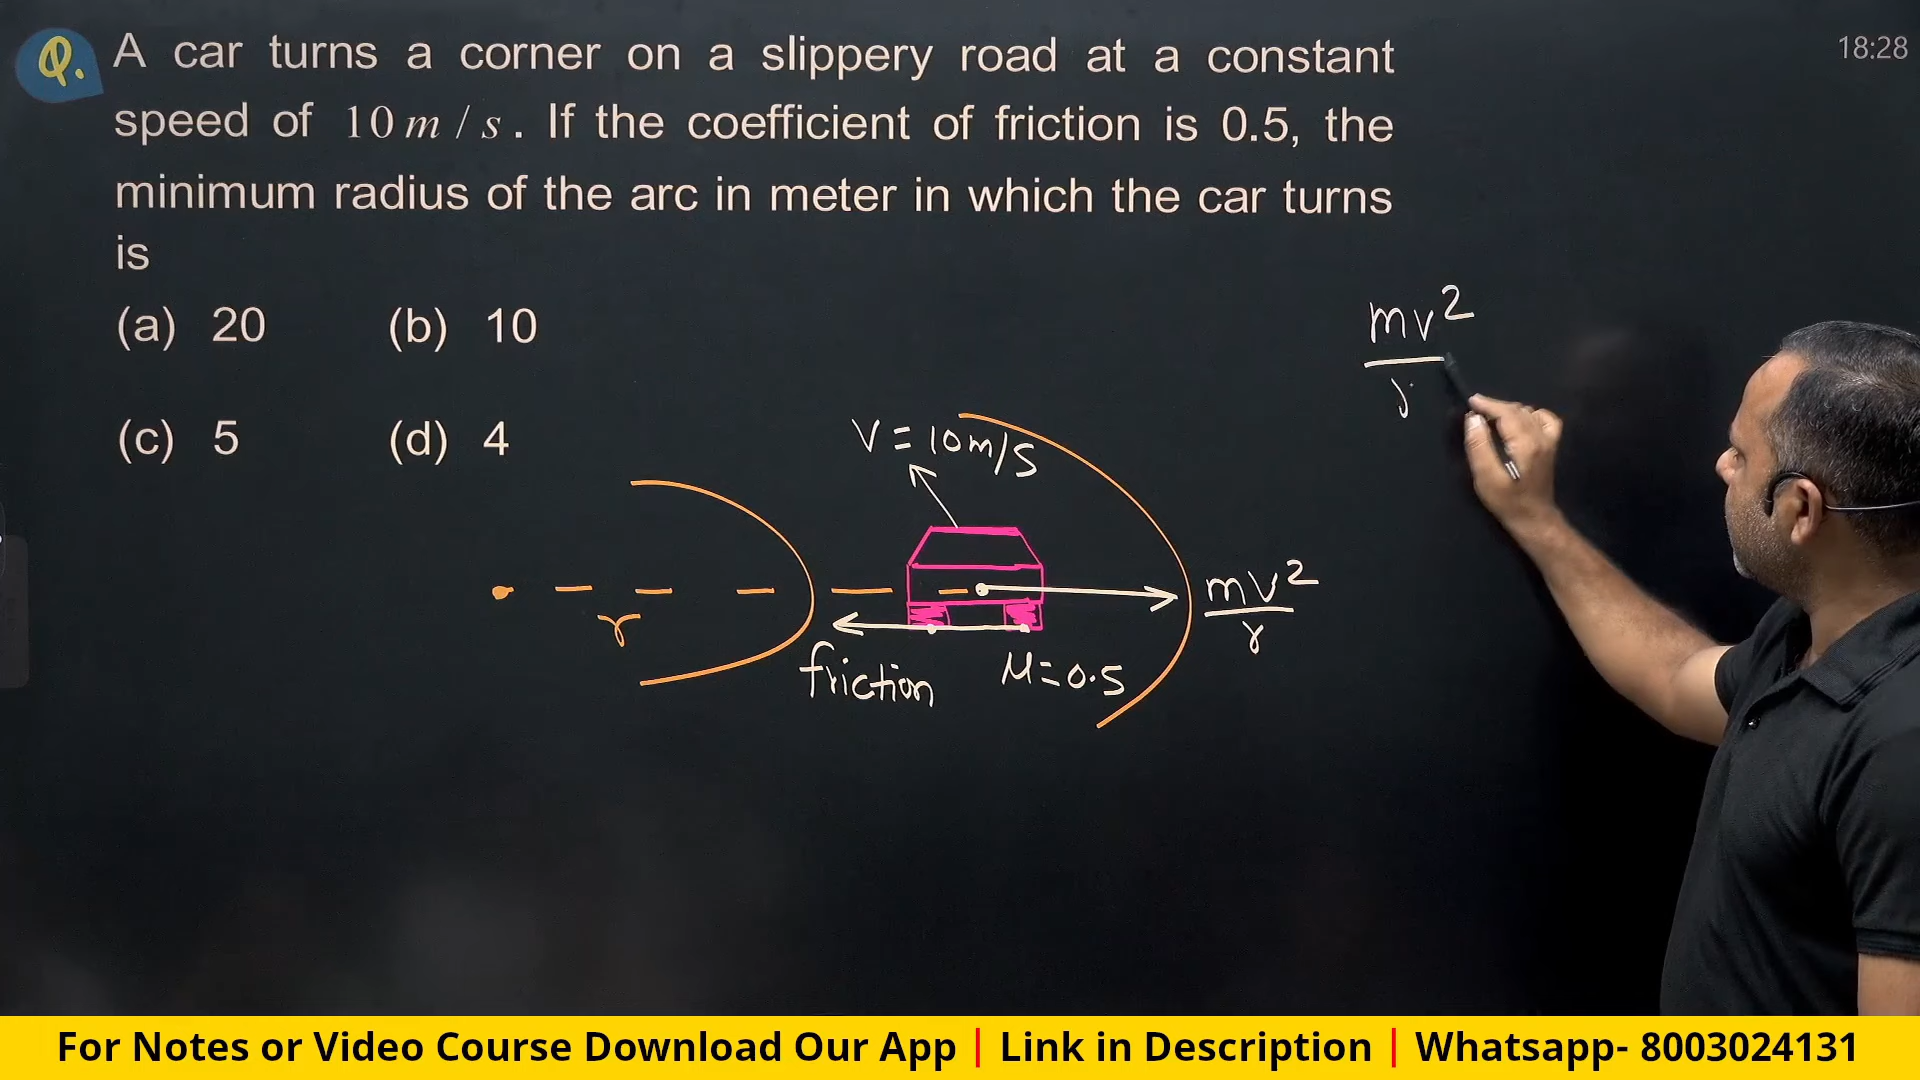 18:28
Q. A car turns a corner on a slippery road at a constant
speed of 10 m / s . If the coefficient of friction is 0.5, the
minimum radius of the arc in meter in which the car turns
is
(a) 20 (b) 10
(c) 5 (d) 4
mv²
r
V = 10m/s
r
mv²
r
friction
μ=0.5
For Notes or Video Course Download Our App | Link in Description | Whatsapp- 8003024131